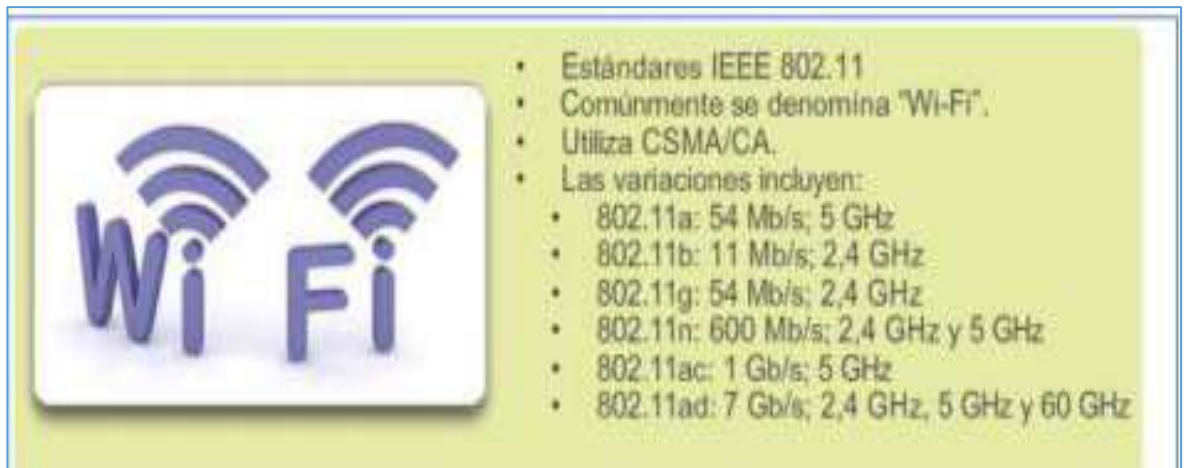 Wi Fi
• Estándares IEEE 802.11
• Comúnmente se denomina "Wi-Fi".
• Utiliza CSMA/CA.
• Las variaciones incluyen:
• 802.11a: 54 Mb/s; 5 GHz
• 802.11b: 11 Mb/s; 2,4 GHz
• 802.11g: 54 Mb/s; 2,4 GHz
• 802.11n: 600 Mb/s; 2,4 GHz y 5 GHz
• 802.11ac: 1 Gb/s; 5 GHz
• 802.11ad: 7 Gb/s; 2,4 GHz, 5 GHz y 60 GHz